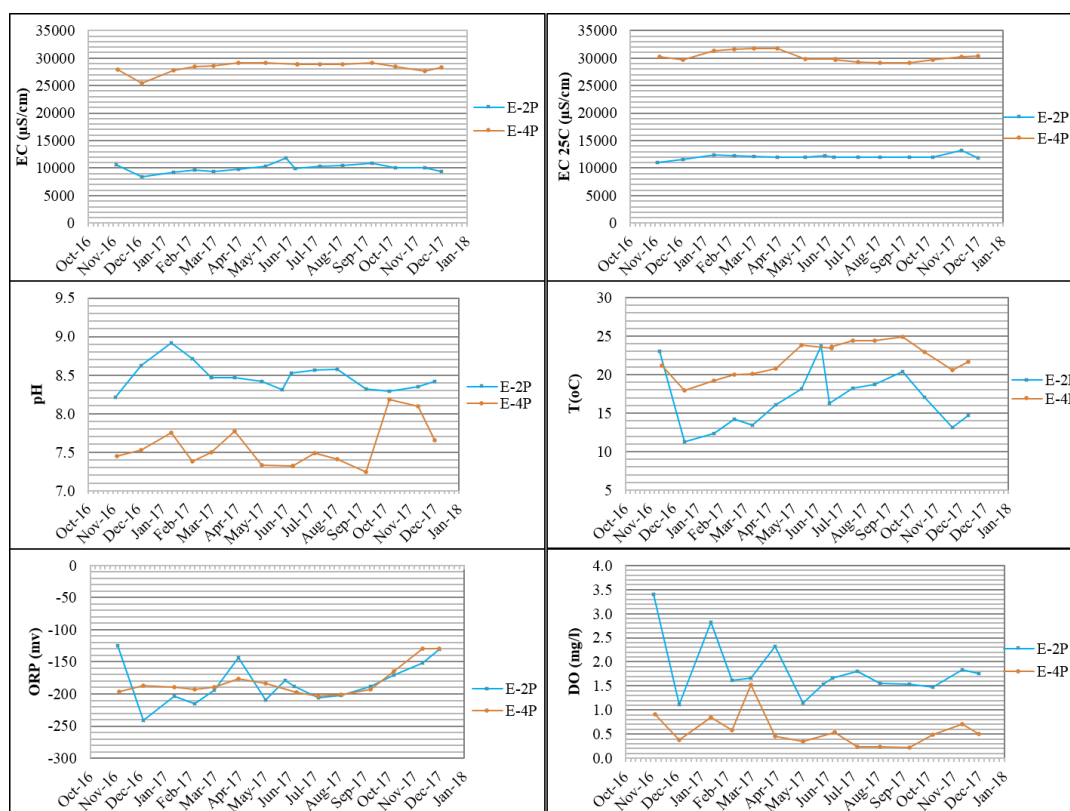 35000
30000
25000
20000
15000
10000
5000
0
EC (µS/cm)
Oct-16
Nov-16
Dec-16
Jan-17
Feb-17
Mar-17
Apr-17
May-17
Jun-17
Jul-17
Aug-17
Sep-17
Oct-17
Nov-17
Dec-17
Jan-18
E-2P
E-4P
35000
30000
25000
20000
15000
10000
5000
0
EC 25C (µS/cm)
Oct-16
Nov-16
Dec-16
Jan-17
Feb-17
Mar-17
Apr-17
May-17
Jun-17
Jul-17
Aug-17
Sep-17
Oct-17
Nov-17
Dec-17
Jan-18
E-2P
E-4P
9.5
9.0
8.5
8.0
7.5
7.0
pH
Oct-16
Nov-16
Dec-16
Jan-17
Feb-17
Mar-17
Apr-17
May-17
Jun-17
Jul-17
Aug-17
Sep-17
Oct-17
Nov-17
Dec-17
Jan-18
E-2P
E-4P
30
25
20
15
10
5
T(oC)
Oct-16
Nov-16
Dec-16
Jan-17
Feb-17
Mar-17
Apr-17
May-17
Jun-17
Jul-17
Aug-17
Sep-17
Oct-17
Nov-17
Dec-17
Dec-17
Jan-18
0
-50
-100
-150
-200
-250
-300
ORP (mv)
Oct-16
Nov-16
Dec-16
Jan-17
Feb-17
Mar-17
Apr-17
May-17
Jun-17
Jul-17
Aug-17
Sep-17
Oct-17
Nov-17
Dec-17
Jan-18
E-2P
E-4P
4.0
3.5
3.0
2.5
2.0
1.5
1.0
0.5
0.0
DO (mg/l)
Oct-16
Nov-16
Dec-16
Jan-17
Feb-17
Mar-17
Apr-17
May-17
Jun-17
Jul-17
Aug-17
Sep-17
Oct-17
Nov-17
Dec-17
Jan-18
E-2P
E-4P